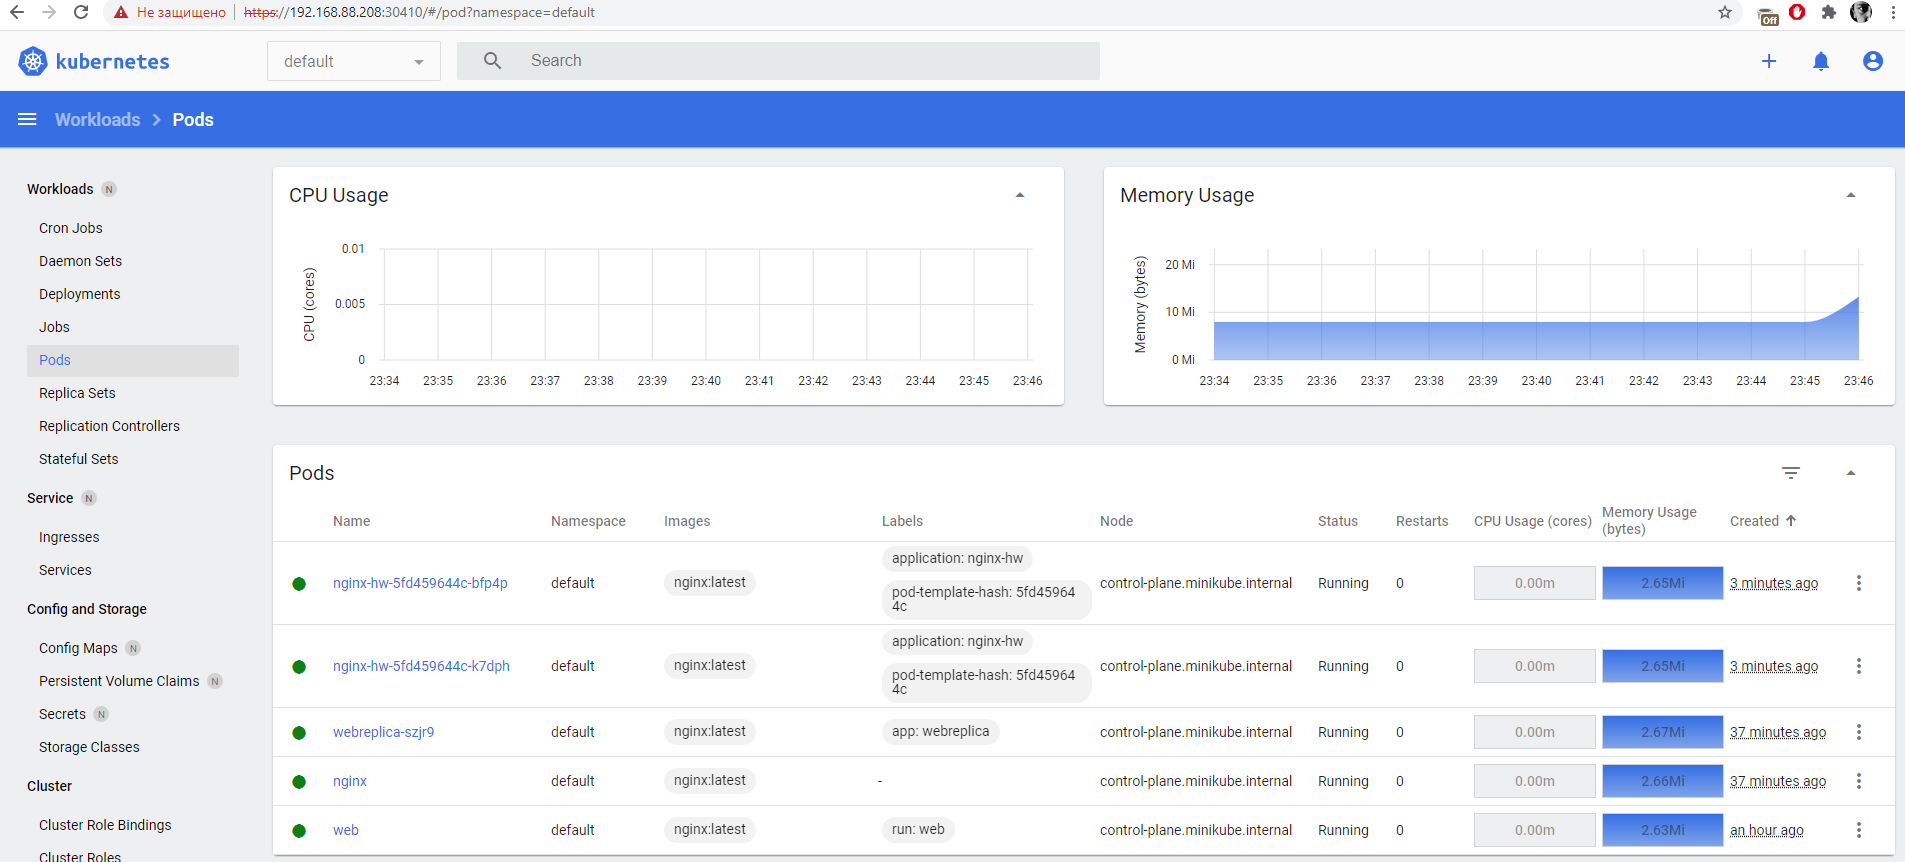 Не защищено https://192.168.88.208:30410/#/pod?namespace=default
Off
kubernetes
default
Search
Workloads
Pods
Workloads N
Cron Jobs
Daemon Sets
Deployments
Jobs
Pods
Replica Sets
Replication Controllers
Stateful Sets
Service N
Ingresses
Services
Config and Storage
Config Maps N
Persistent Volume Claims N
Secrets N
Storage Classes
Cluster
Cluster Role Bindings
Cluster Roles
CPU Usage
CPU (cores)
0.01
0.005
0
23:34 23:35 23:36 23:37 23:38 23:39 23:40 23:41 23:42 23:43 23:44 23:45 23:46
Memory Usage
Memory (bytes)
20 Mi
10 Mi
0 Mi
23:34 23:35 23:36 23:37 23:38 23:39 23:40 23:41 23:42 23:43 23:44 23:45 23:46
Pods
Name Namespace Images Labels Node Status Restarts CPU Usage (cores) Memory Usage
(bytes) Created
application: nginx-hw
nginx-hw-5fd459644c-bfp4p default nginx:latest control-plane.minikube.internal Running 0 0.00m 2.65Mi 3 minutes ago
pod-template-hash: 5fd45964
4c
application: nginx-hw
nginx-hw-5fd459644c-k7dph default nginx:latest control-plane.minikube.internal Running 0 0.00m 2.65Mi 3 minutes ago
pod-template-hash: 5fd45964
4c
webreplica-szjr9 default nginx:latest app: webreplica control-plane.minikube.internal Running 0 0.00m 2.67Mi 37 minutes ago
nginx default nginx:latest - control-plane.minikube.internal Running 0 0.00m 2.66Mi 37 minutes ago
web default nginx:latest run: web control-plane.minikube.internal Running 0 0.00m 2.63Mi an hour ago